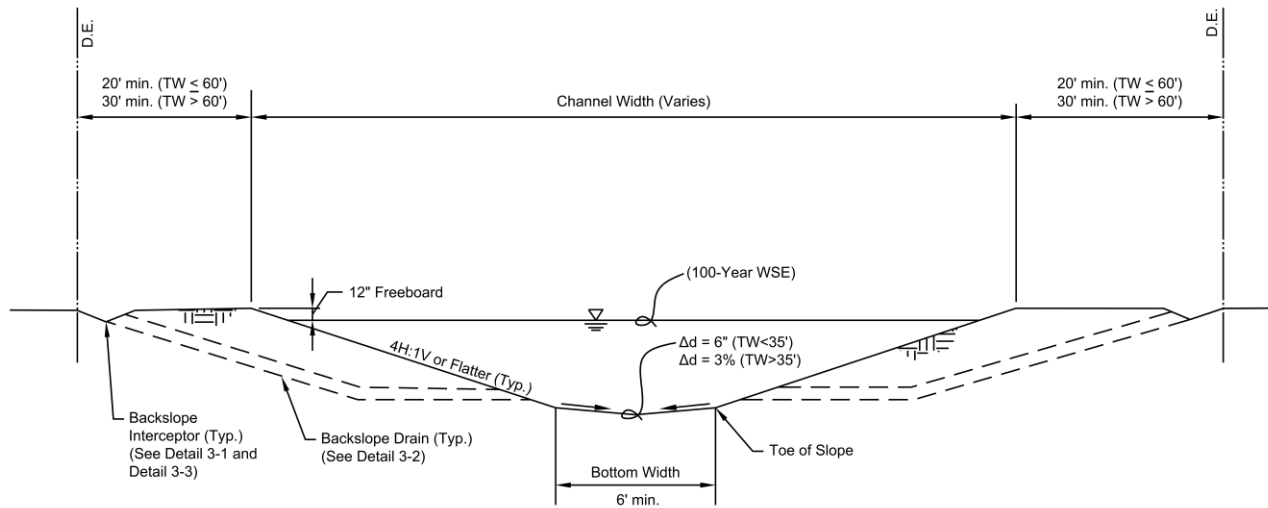 D.E.
D.E.
20' min. (TW ≤ 60')
30' min. (TW > 60')
Channel Width (Varies)
20' min. (TW ≤ 60')
30' min. (TW > 60')
(100-Year WSE)
12" Freeboard
Δd = 6" (TW<35')
Δd = 3% (TW>35')
4H:1V or Flatter (Typ.)
Backslope
Interceptor (Typ.)
(See Detail 3-1 and
Detail 3-3)
Backslope Drain (Typ.)
(See Detail 3-2)
Toe of Slope
Bottom Width
6' min.